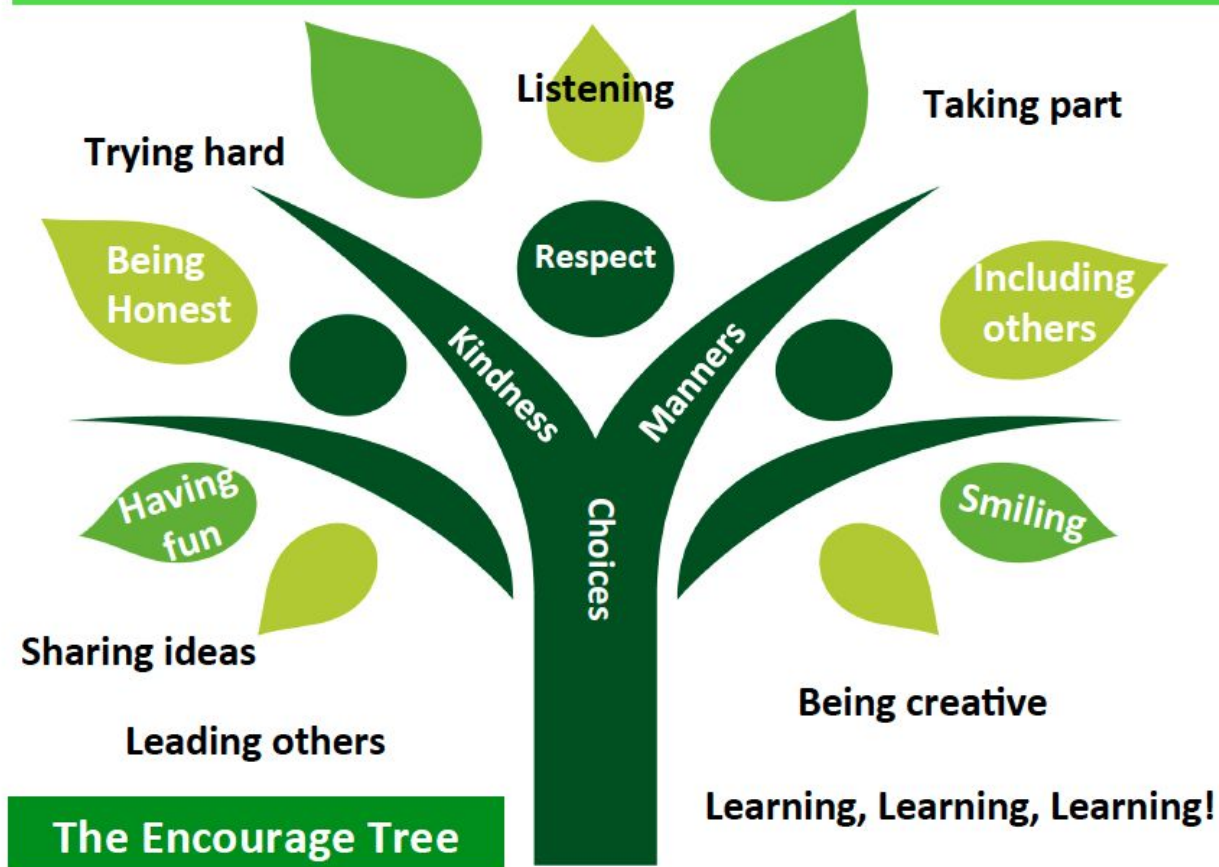 Listening
Taking part
Trying hard
Being
Honest
Respect
Including
others
Kindness
Manners
Having
fun
Choices
Smiling
Sharing ideas
Being creative
Leading others
Learning, Learning, Learning!
The Encourage Tree